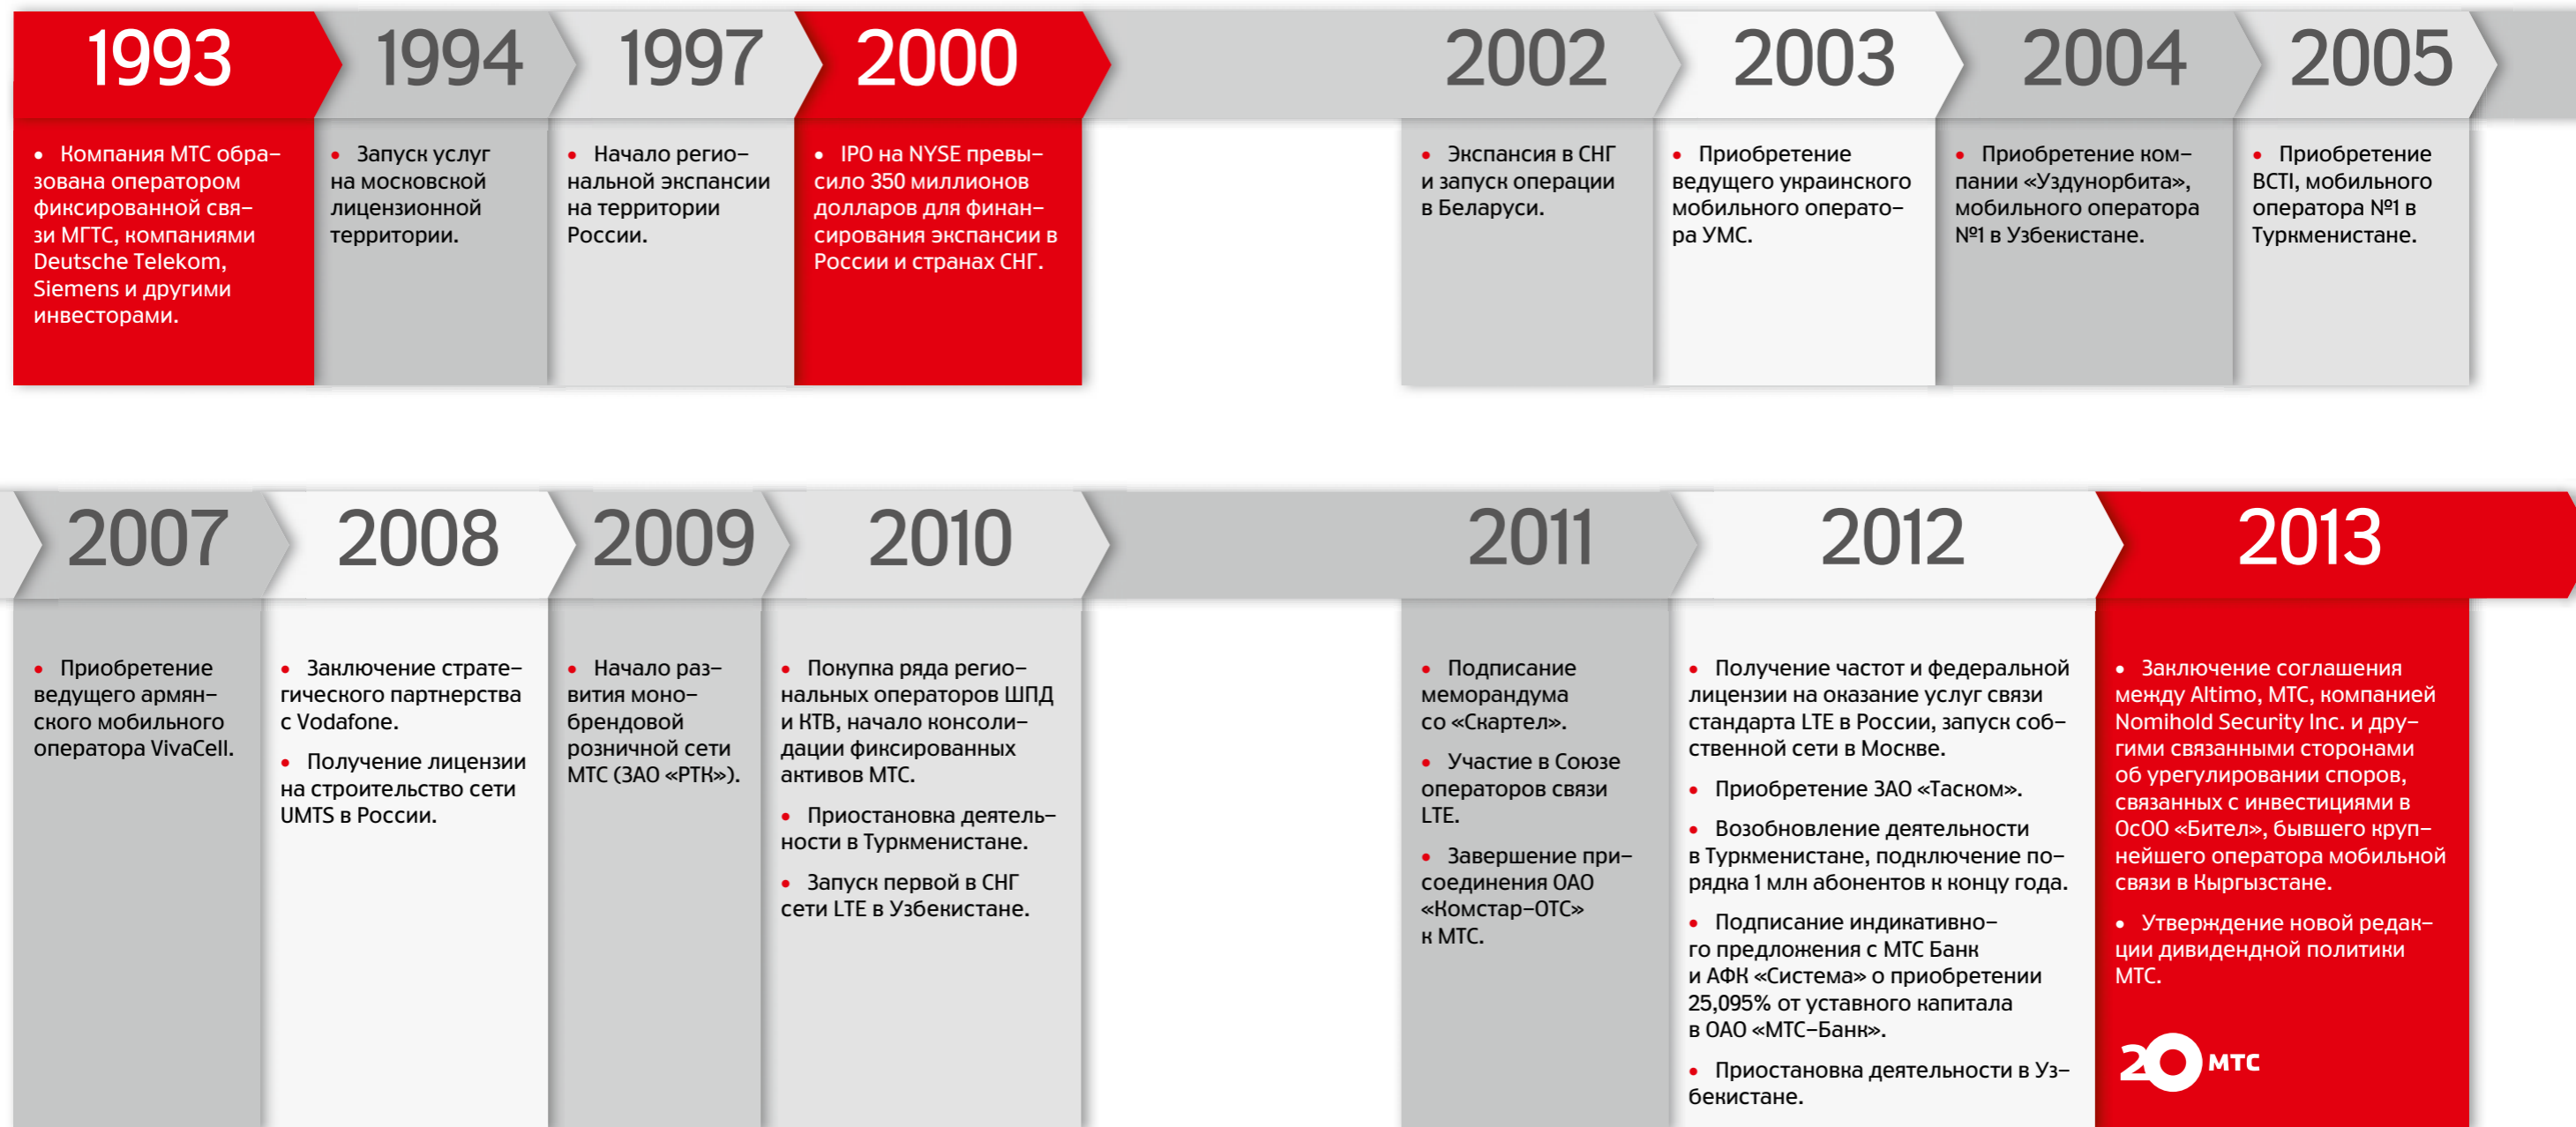 1993
• Компания МТС обра–
зована оператором
фиксированной свя–
зи МГТС, компаниями
Deutsche Telekom,
Siemens и другими
инвесторами.
1994
• Запуск услуг
на московской
лицензионной
территории.
1997
• Начало регио–
нальной экспансии
на территории
России.
2000
• IPO на NYSE превы–
сило 350 миллионов
долларов для финан–
сирования экспансии в
России и странах СНГ.
2002
• Экспансия в СНГ
и запуск операции
в Беларуси.
2003
• Приобретение
ведущего украинского
мобильного операто–
ра УМС.
2004
• Приобретение ком–
пании «Уздунорбита»,
мобильного оператора
№1 в Узбекистане.
2005
• Приобретение
BCTI, мобильного
оператора №1 в
Туркменистане.
2007
• Приобретение
ведущего армян–
ского мобильного
оператора VivaCell.
2008
• Заключение страте–
гического партнерства
с Vodafone.
• Получение лицензии
на строительство сети
UMTS в России.
2009
• Начало раз–
вития моно–
брендовой
розничной сети
МТС (ЗАО «РТК»).
2010
• Покупка ряда регио–
нальных операторов ШПД
и КТВ, начало консоли–
дации фиксированных
активов МТС.
• Приостановка деятель–
ности в Туркменистане.
• Запуск первой в СНГ
сети LTE в Узбекистане.
2011
• Подписание
меморандума
со «Скартел».
• Участие в Союзе
операторов связи
LTE.
• Завершение при–
соединения ОАО
«Комстар–ОТС»
к МТС.
2012
• Получение частот и федеральной
лицензии на оказание услуг связи
стандарта LTE в России, запуск соб–
ственной сети в Москве.
• Приобретение ЗАО «Таском».
• Возобновление деятельности
в Туркменистане, подключение по–
рядка 1 млн абонентов к концу года.
• Подписание индикативно–
го предложения с МТС Банк
и АФК «Система» о приобретении
25,095% от уставного капитала
в ОАО «МТС–Банк».
• Приостановка деятельности в Уз–
бекистане.
2013
• Заключение соглашения
между Altimo, МТС, компанией
Nomihold Security Inc. и дру–
гими связанными сторонами
об урегулировании споров,
связанных с инвестициями в
ОсОО «Бител», бывшего круп–
нейшего оператора мобильной
связи в Кыргызстане.
• Утверждение новой редак–
ции дивидендной политики
МТС.
20 МТС